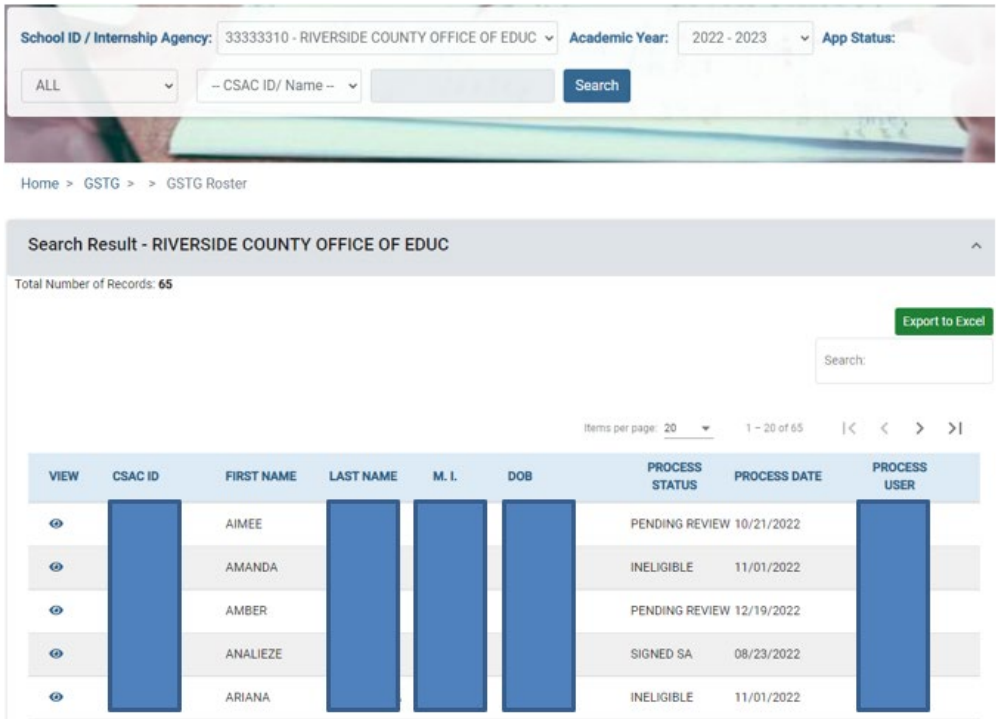 School ID / Internship Agency: 33333310 - RIVERSIDE COUNTY OFFICE OF EDUC Academic Year: 2022 - 2023 App Status:
ALL -- CSAC ID/ Name -- Search
Home > GSTG > > GSTG Roster
Search Result - RIVERSIDE COUNTY OFFICE OF EDUC
Total Number of Records: 65
Export to Excel
Search:
Items per page: 20 1 – 20 of 65 |< < > >|
VIEW CSAC ID FIRST NAME LAST NAME M. I. DOB PROCESS STATUS PROCESS DATE PROCESS USER
AIMEE PENDING REVIEW 10/21/2022
AMANDA INELIGIBLE 11/01/2022
AMBER PENDING REVIEW 12/19/2022
ANALIEZE SIGNED SA 08/23/2022
ARIANA INELIGIBLE 11/01/2022